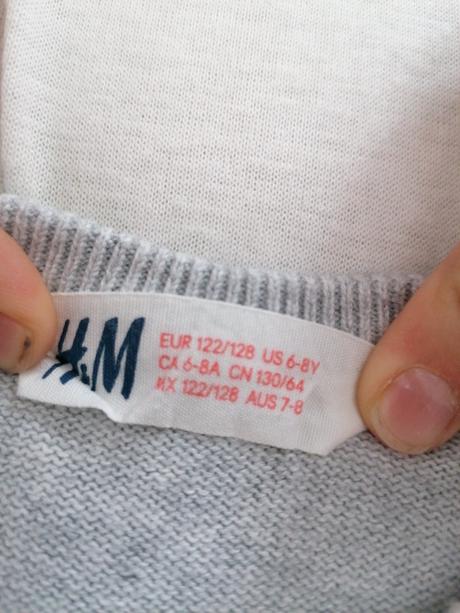 H&M
EUR 122/128 US 6-8Y
CA 6-8A CN 130/64
MX 122/128 AUS 7-8